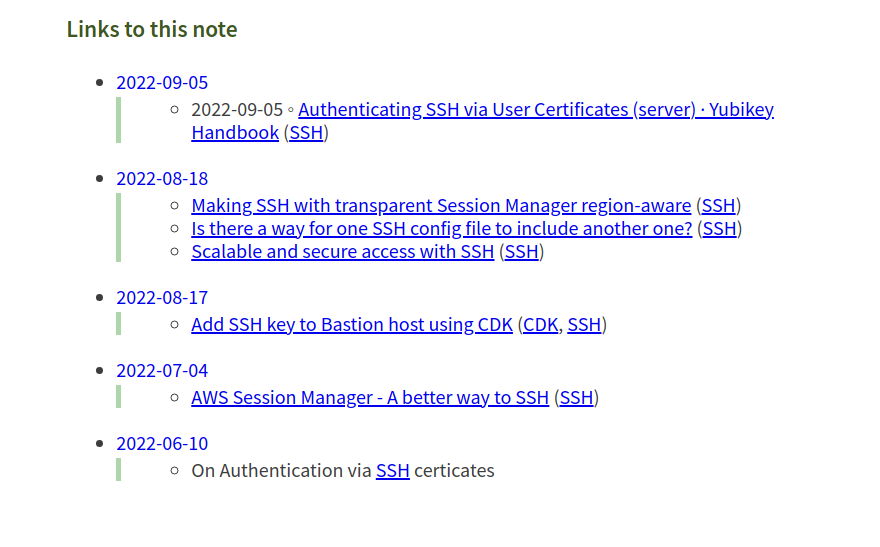 Links to this note
2022-09-05
2022-09-05 ◦ Authenticating SSH via User Certificates (server) · Yubikey
Handbook (SSH)
2022-08-18
Making SSH with transparent Session Manager region-aware (SSH)
Is there a way for one SSH config file to include another one? (SSH)
Scalable and secure access with SSH (SSH)
2022-08-17
Add SSH key to Bastion host using CDK (CDK, SSH)
2022-07-04
AWS Session Manager - A better way to SSH (SSH)
2022-06-10
On Authentication via SSH certicates